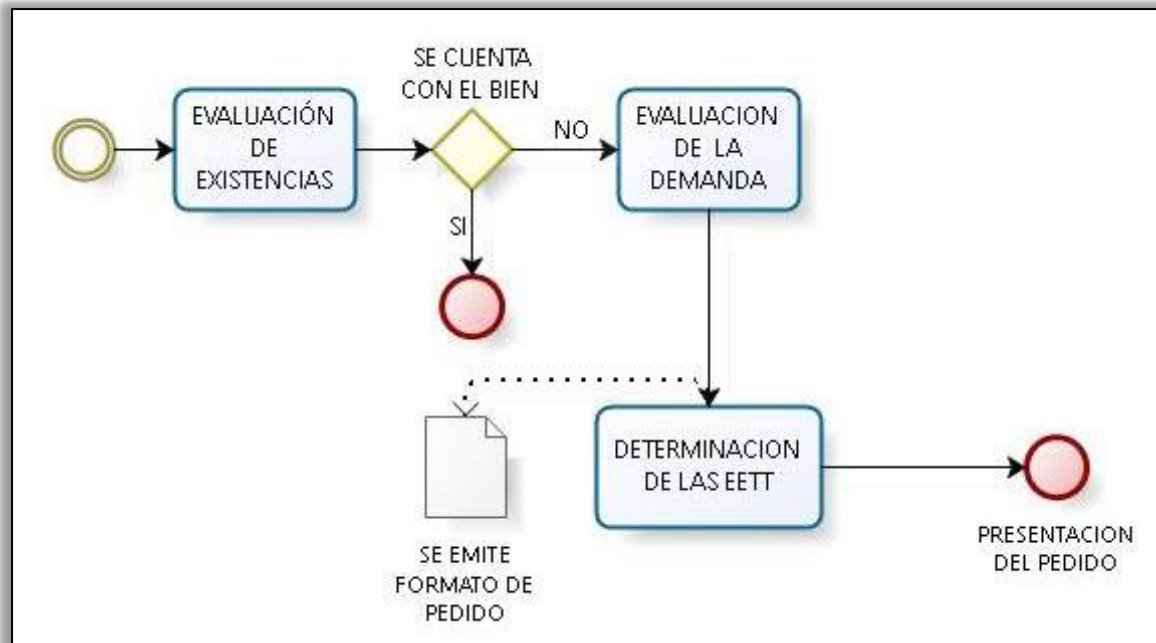 SE CUENTA
CON EL BIEN
EVALUACIÓN
DE
EXISTENCIAS
NO
EVALUACION
DE LA
DEMANDA
SI
DETERMINACION
DE LAS EETT
SE EMITE
FORMATO DE
PEDIDO
PRESENTACION
DEL PEDIDO